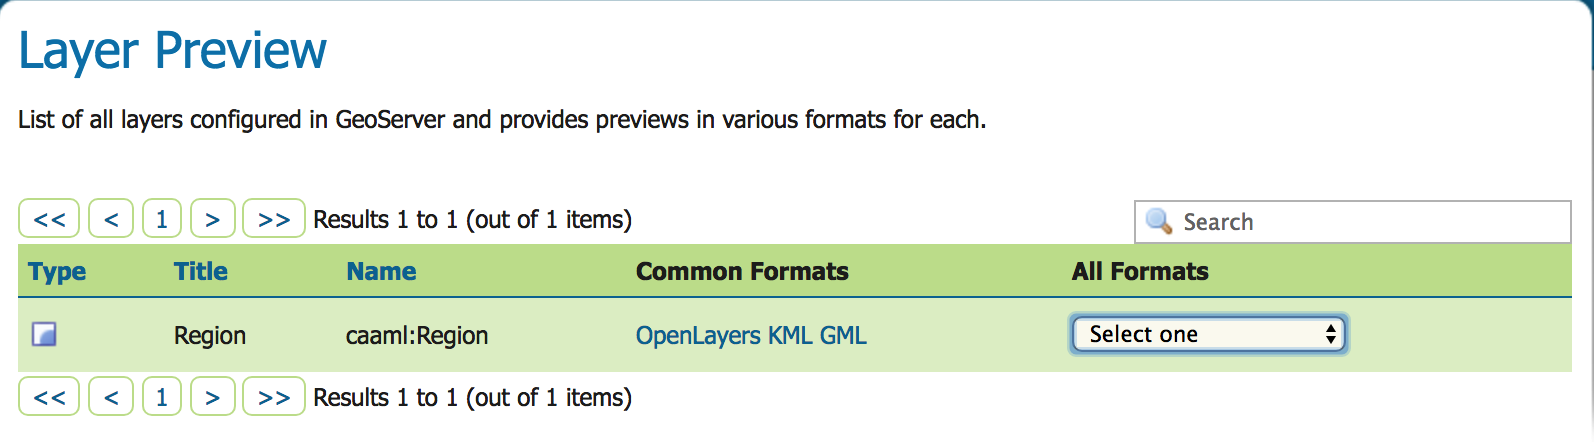 Layer Preview
List of all layers configured in GeoServer and provides previews in various formats for each.
<< < 1 > >> Results 1 to 1 (out of 1 items) Search
Type Title Name Common Formats All Formats
Region caaml:Region OpenLayers KML GML Select one
<< < 1 > >> Results 1 to 1 (out of 1 items)